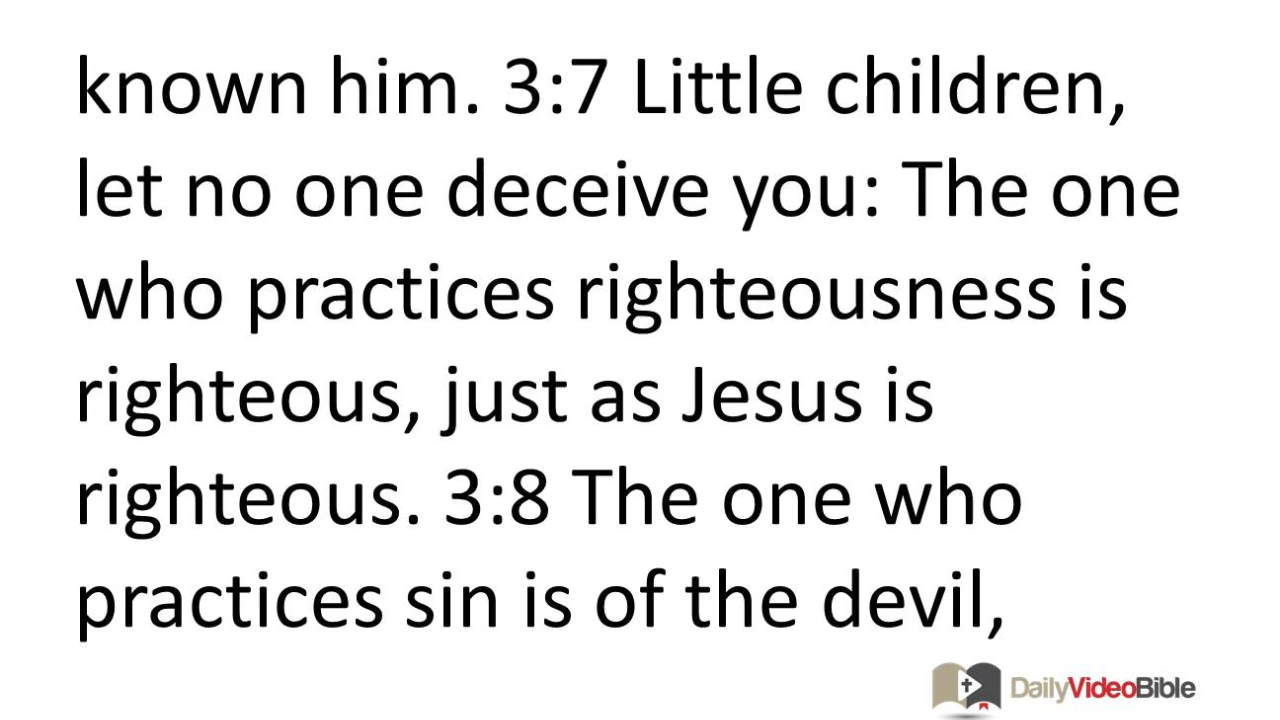 known him. 3:7 Little children,
let no one deceive you: The one
who practices righteousness is
righteous, just as Jesus is
righteous. 3:8 The one who
practices sin is of the devil,
DailyVideoBible